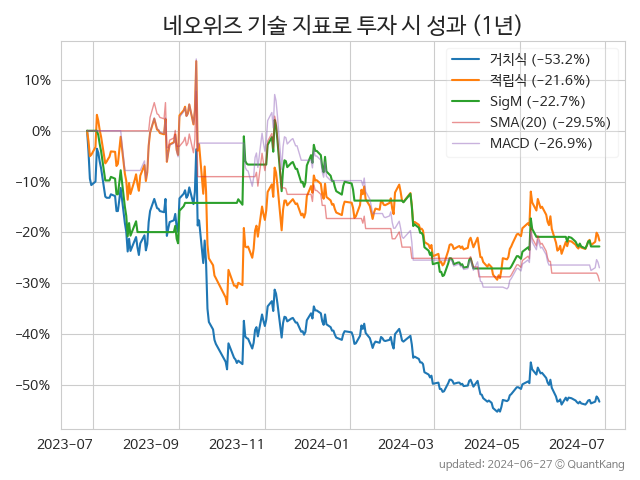 네오위즈 기술 지표로 투자 시 성과 (1년)
거치식 (−53.2%)
적립식 (−21.6%)
SigM (−22.7%)
SMA(20) (−29.5%)
MACD (−26.9%)
10%
0%
−10%
−20%
−30%
−40%
−50%
2023-07 2023-09 2023-11 2024-01 2024-03 2024-05 2024-07
updated: 2024-06-27 ⓒ QuantKang